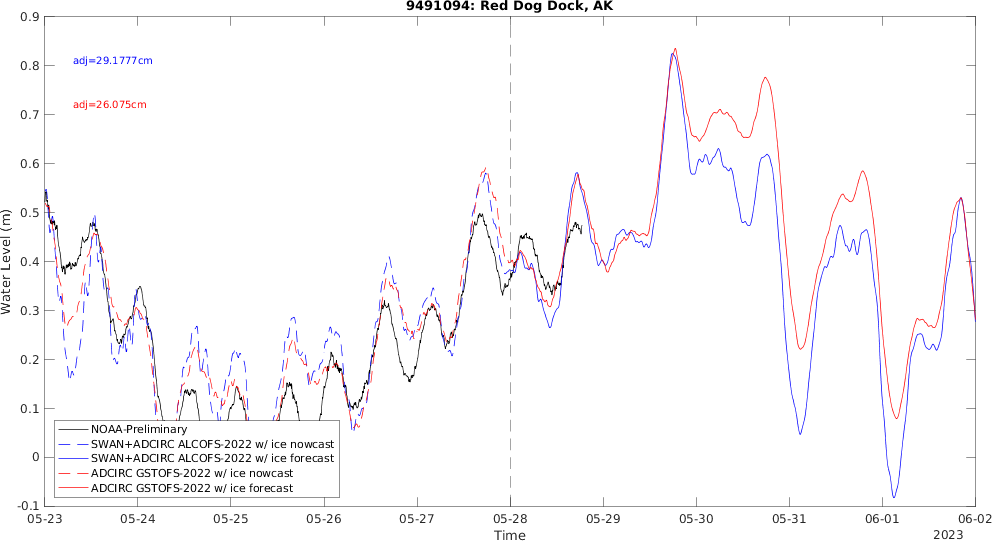 9491094: Red Dog Dock, AK
adj=29.1777cm
adj=26.075cm
Water Level (m)
0.9
0.8
0.7
0.6
0.5
0.4
0.3
0.2
0.1
0
-0.1
NOAA-Preliminary
SWAN+ADCIRC ALCOFS-2022 w/ ice nowcast
SWAN+ADCIRC ALCOFS-2022 w/ ice forecast
ADCIRC GSTOFS-2022 w/ ice nowcast
ADCIRC GSTOFS-2022 w/ ice forecast
05-23 05-24 05-25 05-26 05-27 05-28 05-29 05-30 05-31 06-01 06-02
Time
2023